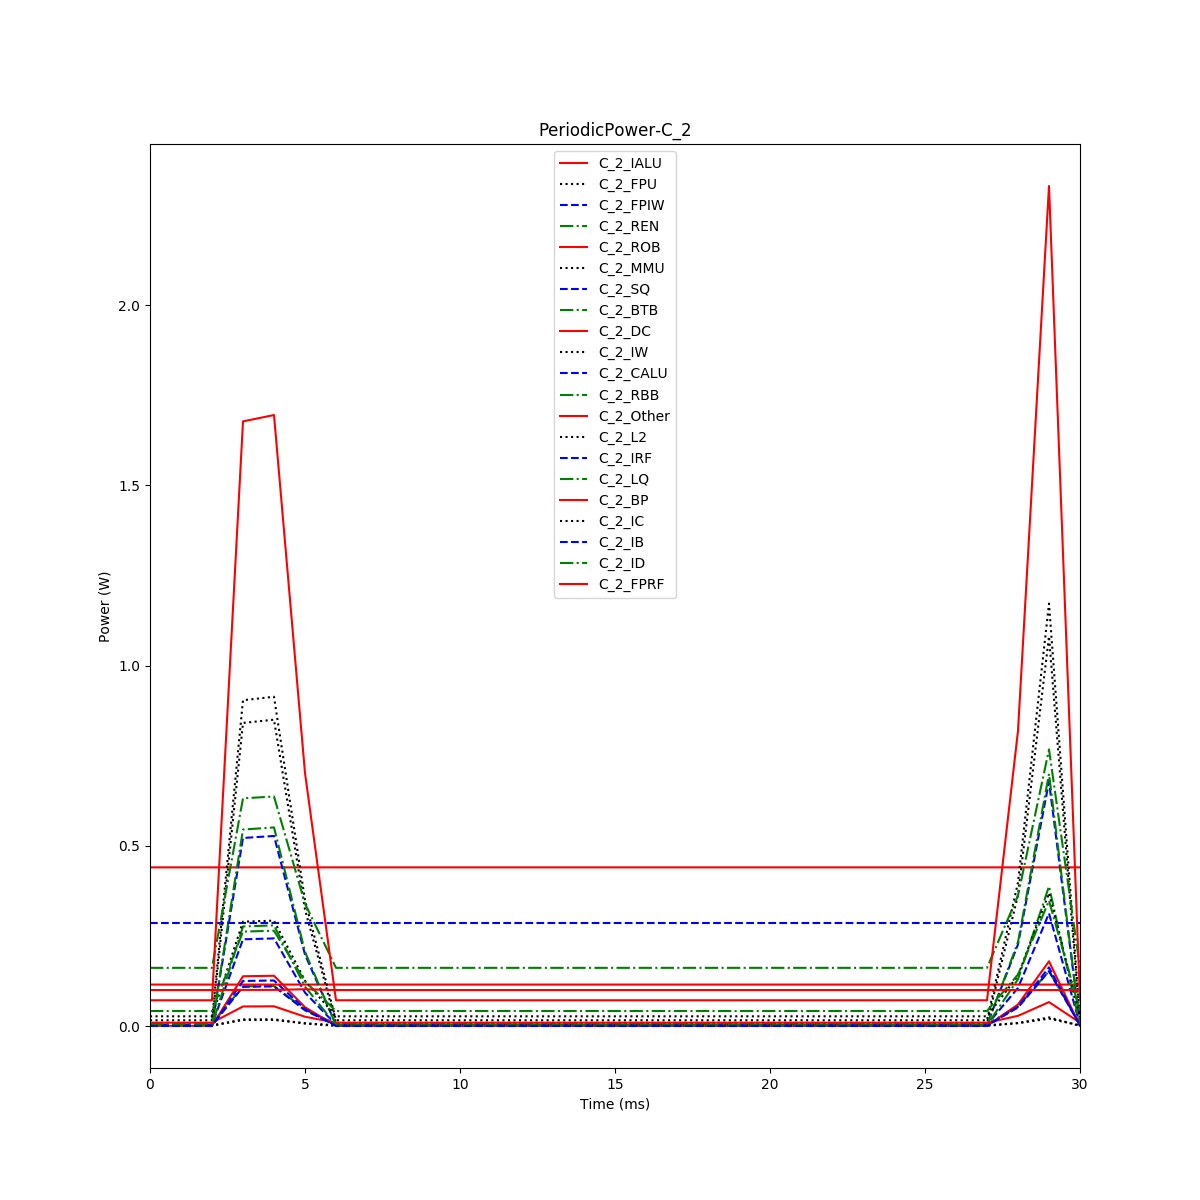 PeriodicPower-C_2
C_2_IALU
C_2_FPU
C_2_FPIW
C_2_REN
C_2_ROB
C_2_MMU
C_2_SQ
C_2_BTB
C_2_DC
C_2_IW
C_2_CALU
C_2_RBB
C_2_Other
C_2_L2
C_2_IRF
C_2_LQ
C_2_BP
C_2_IC
C_2_IB
C_2_ID
C_2_FPRF
2.0
1.5
1.0
0.5
0.0
Power (W)
0 5 10 15 20 25 30
Time (ms)